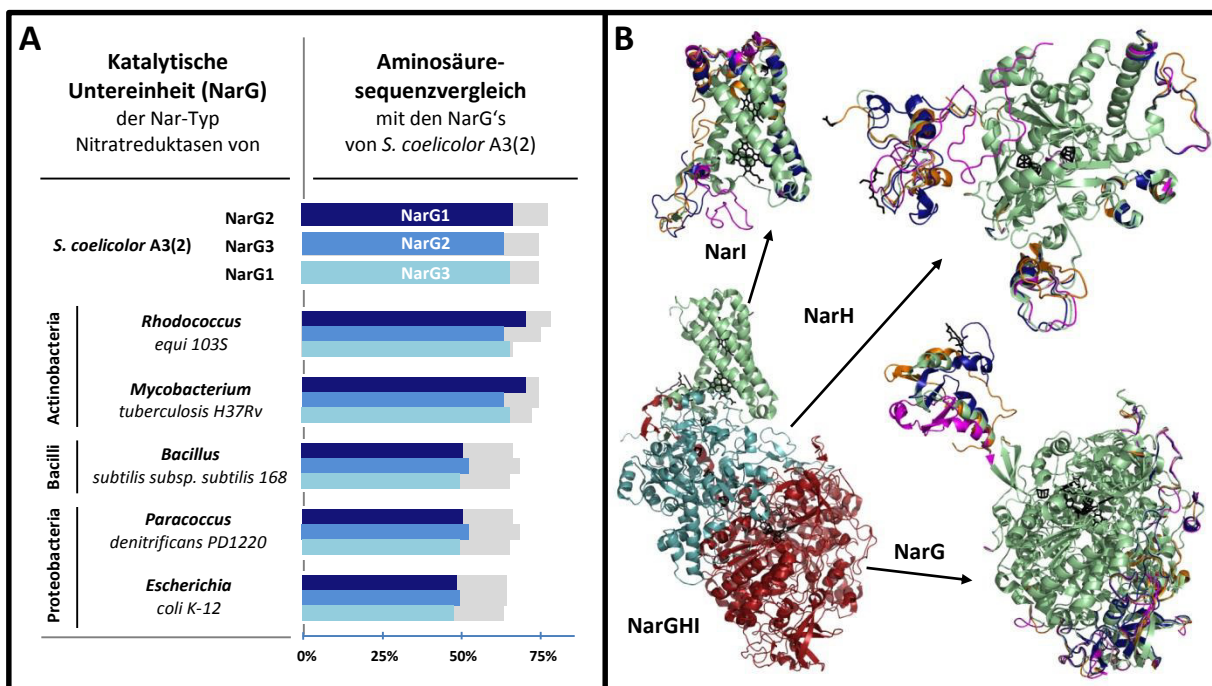 A
Katalytische
Untereinheit (NarG)
der Nar-Typ
Nitratreduktasen von
Aminosäure-
sequenzvergleich
mit den NarG‘s
von S. coelicolor A3(2)
S. coelicolor A3(2)
NarG2
NarG1
NarG3
NarG2
NarG1
NarG3
Actinobacteria
Rhodococcus
equi 103S
Mycobacterium
tuberculosis H37Rv
Bacilli
Bacillus
subtilis subsp. subtilis 168
Proteobacteria
Paracoccus
denitrificans PD1220
Escherichia
coli K-12
0% 25% 50% 75%
B
NarI
NarH
NarG
NarGHI